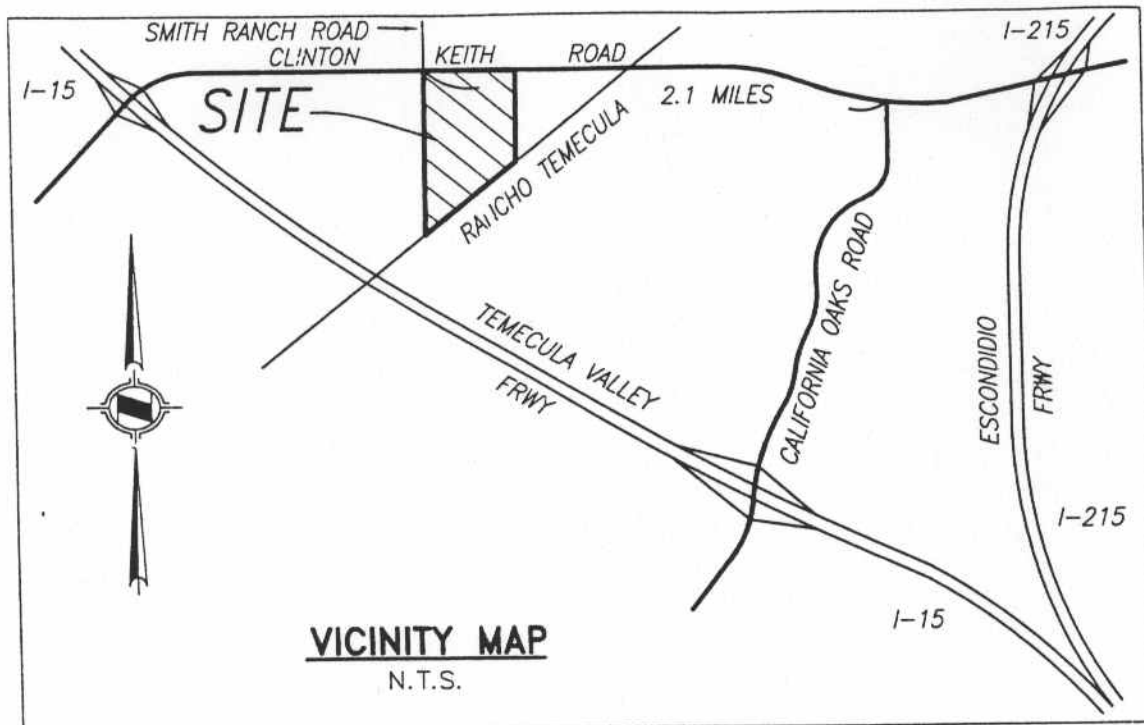 SMITH RANCH ROAD
CLINTON KEITH ROAD
I-15
I-215
SITE
2.1 MILES
RANCHO TEMECULA
CALIFORNIA OAKS ROAD
TEMECULA VALLEY
FRWY
ESCONDIDIO
FRWY
I-215
I-15
VICINITY MAP
N.T.S.